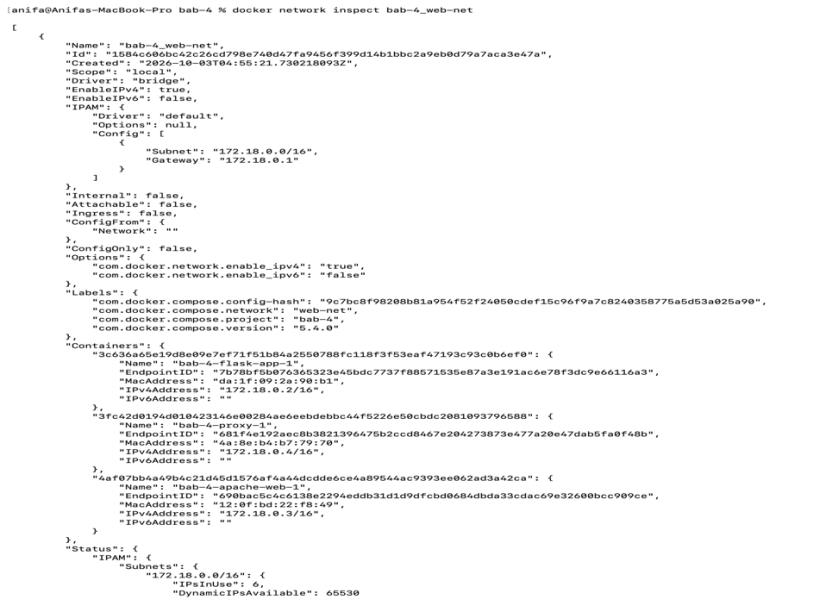 [anifa@Anifas-MacBook-Pro bab-4 % docker network inspect bab-4_web-net
[
    {
        "Name": "bab-4_web-net",
        "Id": "1584c606bc42c26cd798e740d47fa9456f399d14b1bbc2a9eb0d79a7aca3e47a",
        "Created": "2026-10-03T04:55:21.730218093Z",
        "Scope": "local",
        "Driver": "bridge",
        "EnableIPv4": true,
        "EnableIPv6": false,
        "IPAM": {
            "Driver": "default",
            "Options": null,
            "Config": [
                {
                    "Subnet": "172.18.0.0/16",
                    "Gateway": "172.18.0.1"
                }
            ]
        },
        "Internal": false,
        "Attachable": false,
        "Ingress": false,
        "ConfigFrom": {
            "Network": ""
        },
        "ConfigOnly": false,
        "Options": {
            "com.docker.network.enable_ipv4": "true",
            "com.docker.network.enable_ipv6": "false"
        },
        "Labels": {
            "com.docker.compose.config-hash": "9c7bc8f98208b81a954f52f24050cdef15c96f9a7c8240358775a5d53a025a90",
            "com.docker.compose.network": "web-net",
            "com.docker.compose.project": "bab-4",
            "com.docker.compose.version": "5.4.0"
        },
        "Containers": {
            "3c636a65e19d8e09e7ef71f51b84a2550788fc118f3f53eaf47193c93c0b6ef0": {
                "Name": "bab-4-flask-app-1",
                "EndpointID": "7b78bf5b076365323e45bdc7737f88571535e87a3e191ac6e78f3dc9e66116a3",
                "MacAddress": "da:1f:09:2a:90:b1",
                "IPv4Address": "172.18.0.2/16",
                "IPv6Address": ""
            },
            "3fc42d0194d010423146e00284ae6eebdebbc44f5226e50cbdc2081093796588": {
                "Name": "bab-4-proxy-1",
                "EndpointID": "681f4e192aec8b3821396475b2ccd8467e204273873e477a20e47dab5fa0f48b",
                "MacAddress": "4a:8e:b4:b7:79:70",
                "IPv4Address": "172.18.0.4/16",
                "IPv6Address": ""
            },
            "4af07bb4a49b4c21d45d1576af4a44dcdde6ce4a89544ac9393ee062ad3a42ca": {
                "Name": "bab-4-apache-web-1",
                "EndpointID": "690bac5c4c6138e2294eddb31d1d9dfcbd0684dbda33cdac69e32600bcc909ce",
                "MacAddress": "12:0f:bd:22:f8:49",
                "IPv4Address": "172.18.0.3/16",
                "IPv6Address": ""
            }
        },
        "Status": {
            "IPAM": {
                "Subnets": {
                    "172.18.0.0/16": {
                        "IPsInUse": 6,
                        "DynamicIPsAvailable": 65530